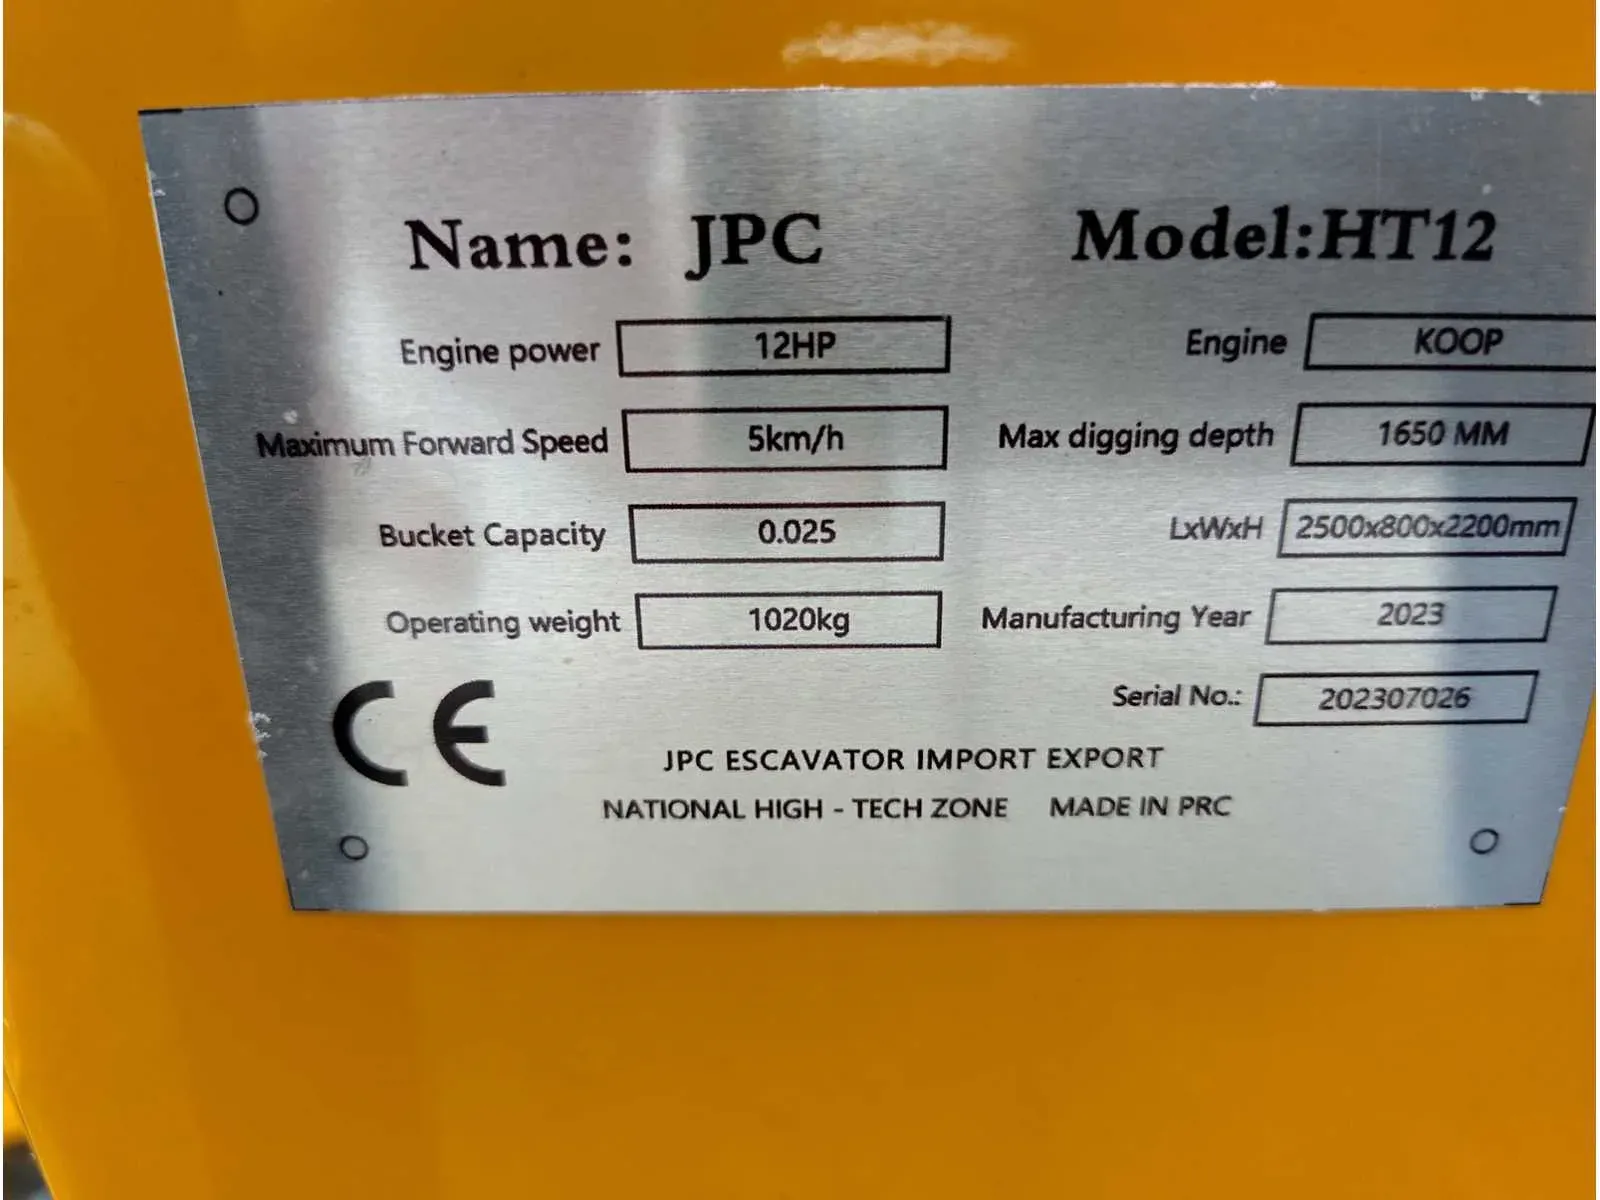 Name: JPC Model:HT12
Engine power 12HP Engine KOOP
Maximum Forward Speed 5km/h Max digging depth 1650 MM
Bucket Capacity 0.025 LxWxH 2500x800x2200mm
Operating weight 1020kg Manufacturing Year 2023
CE Serial No.: 202307026
JPC ESCAVATOR IMPORT EXPORT
NATIONAL HIGH - TECH ZONE MADE IN PRC